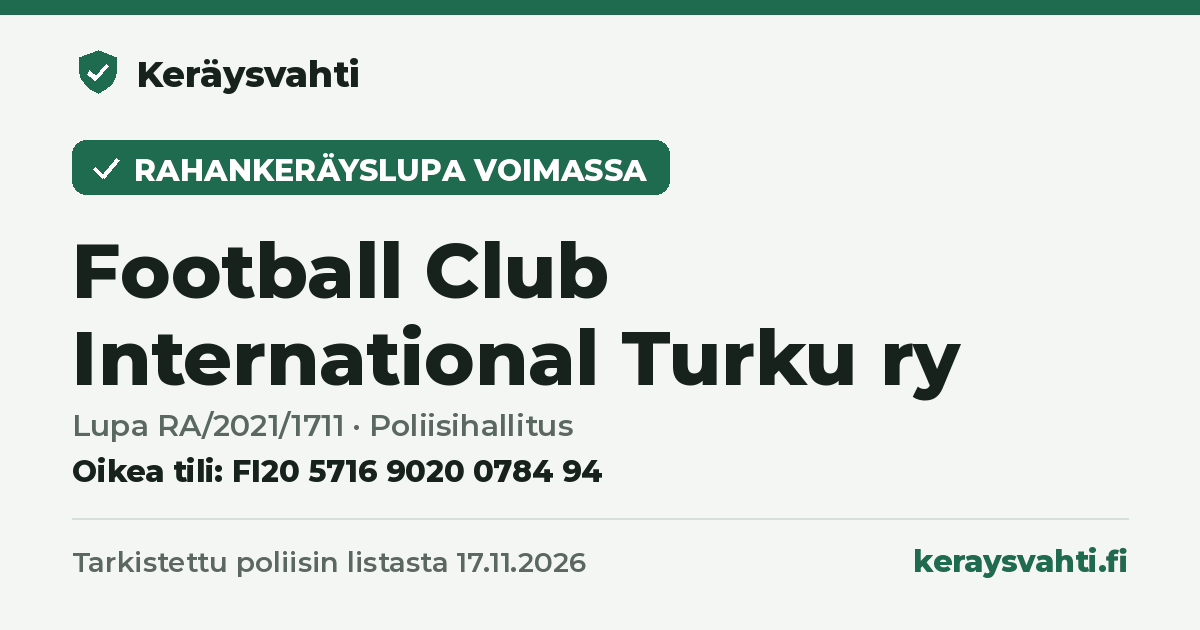 Keräysvahti
RAHANKERÄYSLUPA VOIMASSA
Football Club
International Turku ry
Lupa RA/2021/1711 · Poliisihallitus
Oikea tili: FI20 5716 9020 0784 94
Tarkistettu poliisin listasta 17.11.2026
keraysvahti.fi